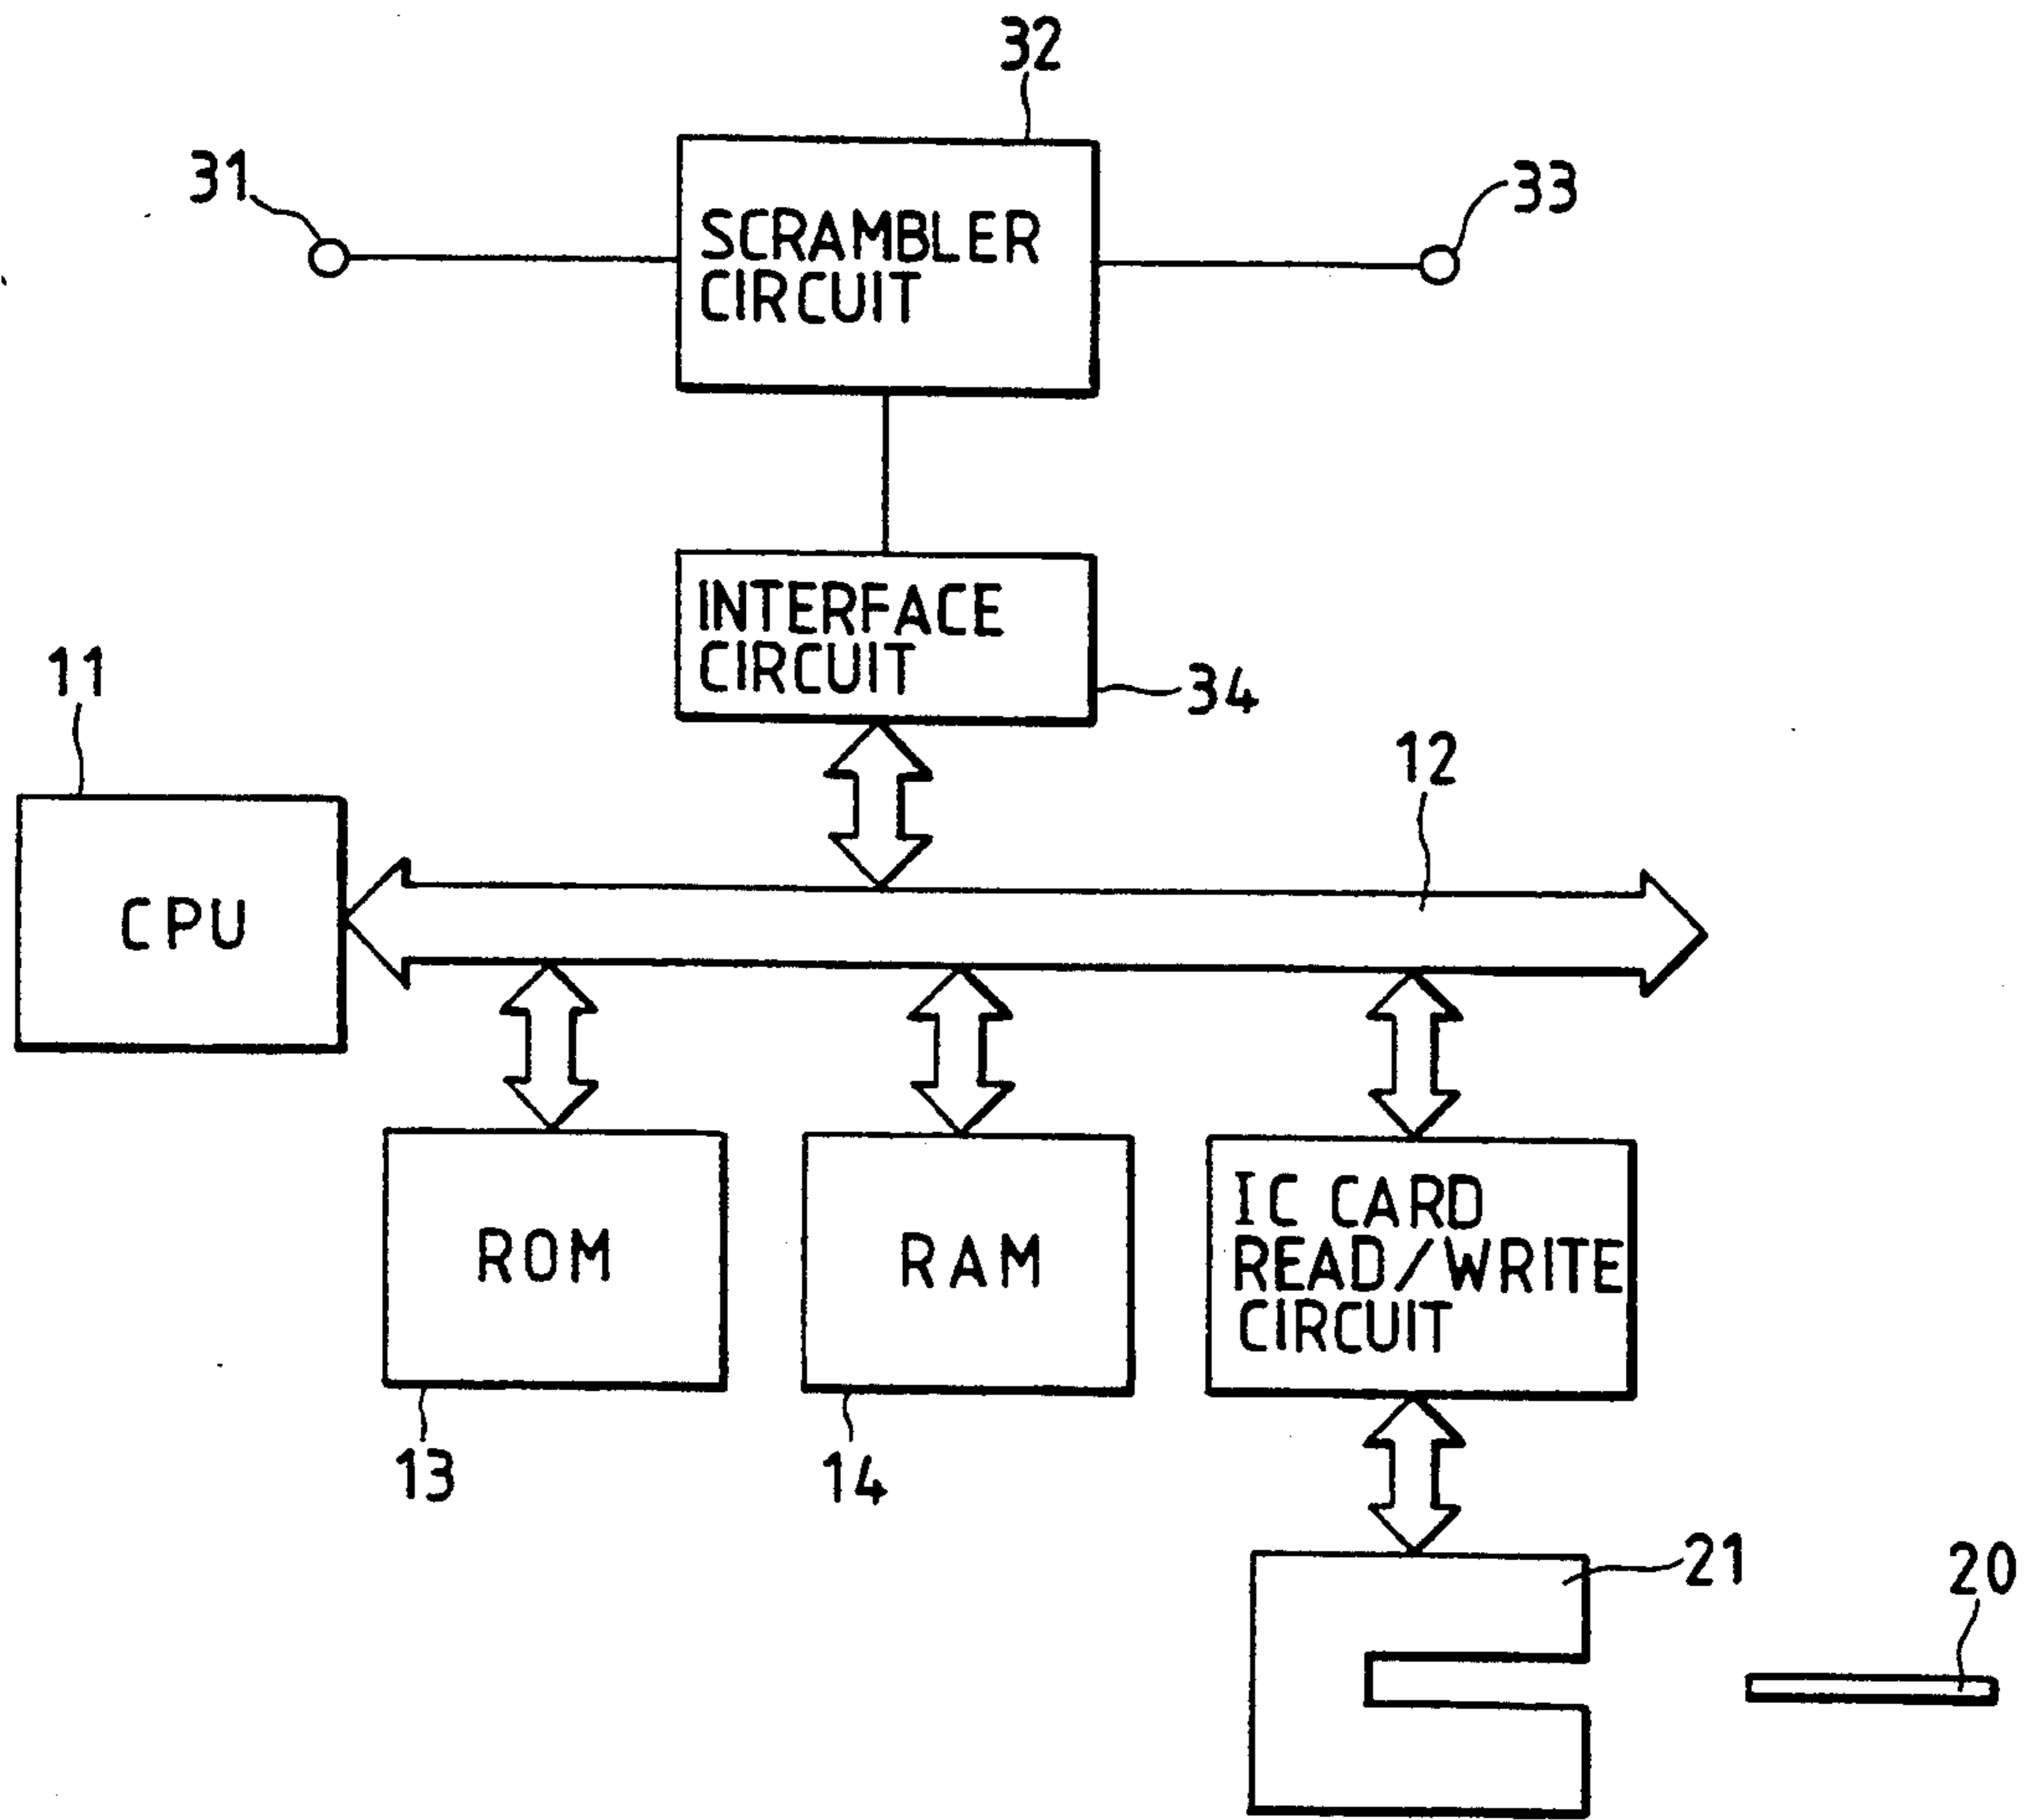 32
31
33
SCRAMBLER
CIRCUIT
INTERFACE
CIRCUIT
34
11
12
CPU
IC CARD
READ/WRITE
CIRCUIT
ROM
RAM
13
14
21
20